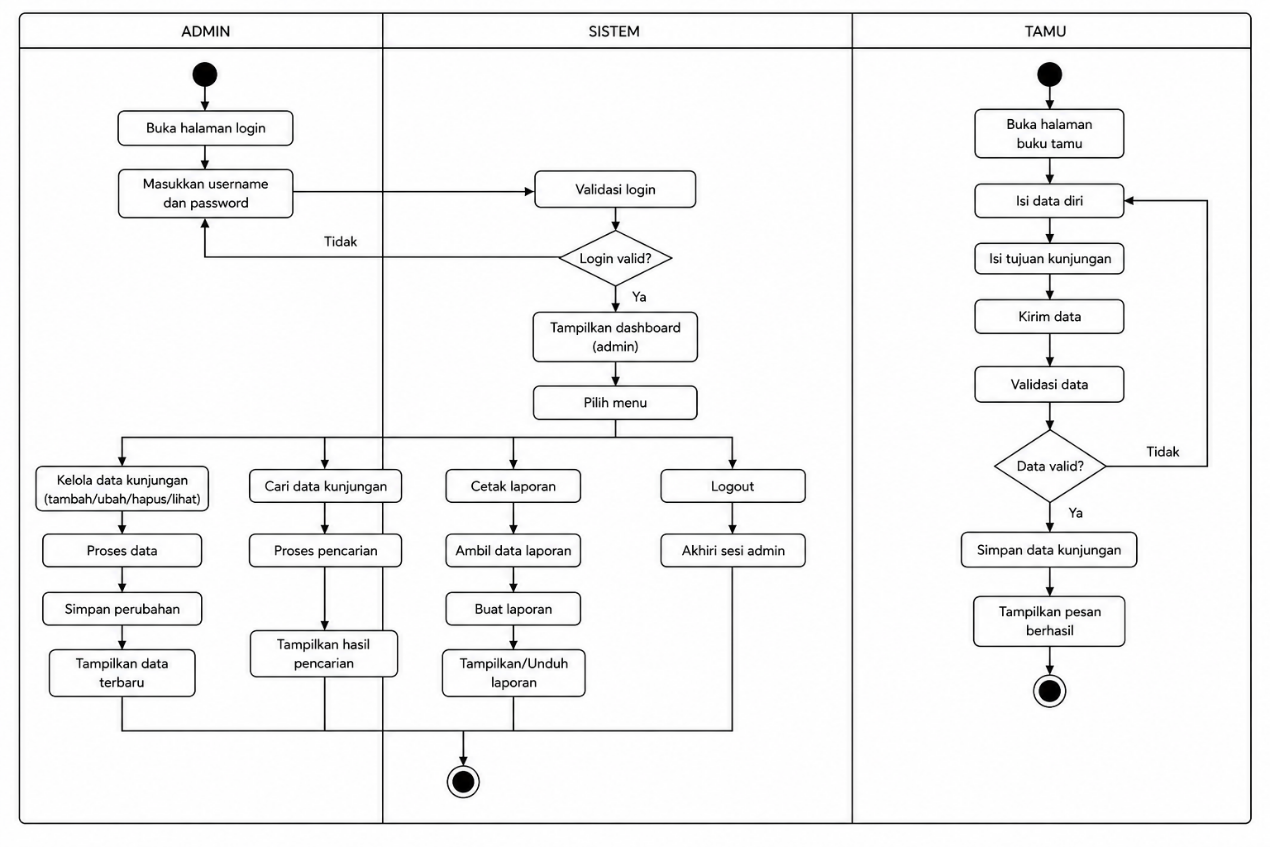 ADMIN
SISTEM
TAMU
Buka halaman login
Masukkan username
dan password
Validasi login
Tidak
Login valid?
Ya
Tampilkan dashboard
(admin)
Pilih menu
Kelola data kunjungan
(tambah/ubah/hapus/lihat)
Proses data
Simpan perubahan
Tampilkan data
terbaru
Cari data kunjungan
Proses pencarian
Tampilkan hasil
pencarian
Cetak laporan
Ambil data laporan
Buat laporan
Tampilkan/Unduh
laporan
Logout
Akhiri sesi admin
Buka halaman
buku tamu
Isi data diri
Isi tujuan kunjungan
Kirim data
Validasi data
Data valid?
Tidak
Ya
Simpan data kunjungan
Tampilkan pesan
berhasil